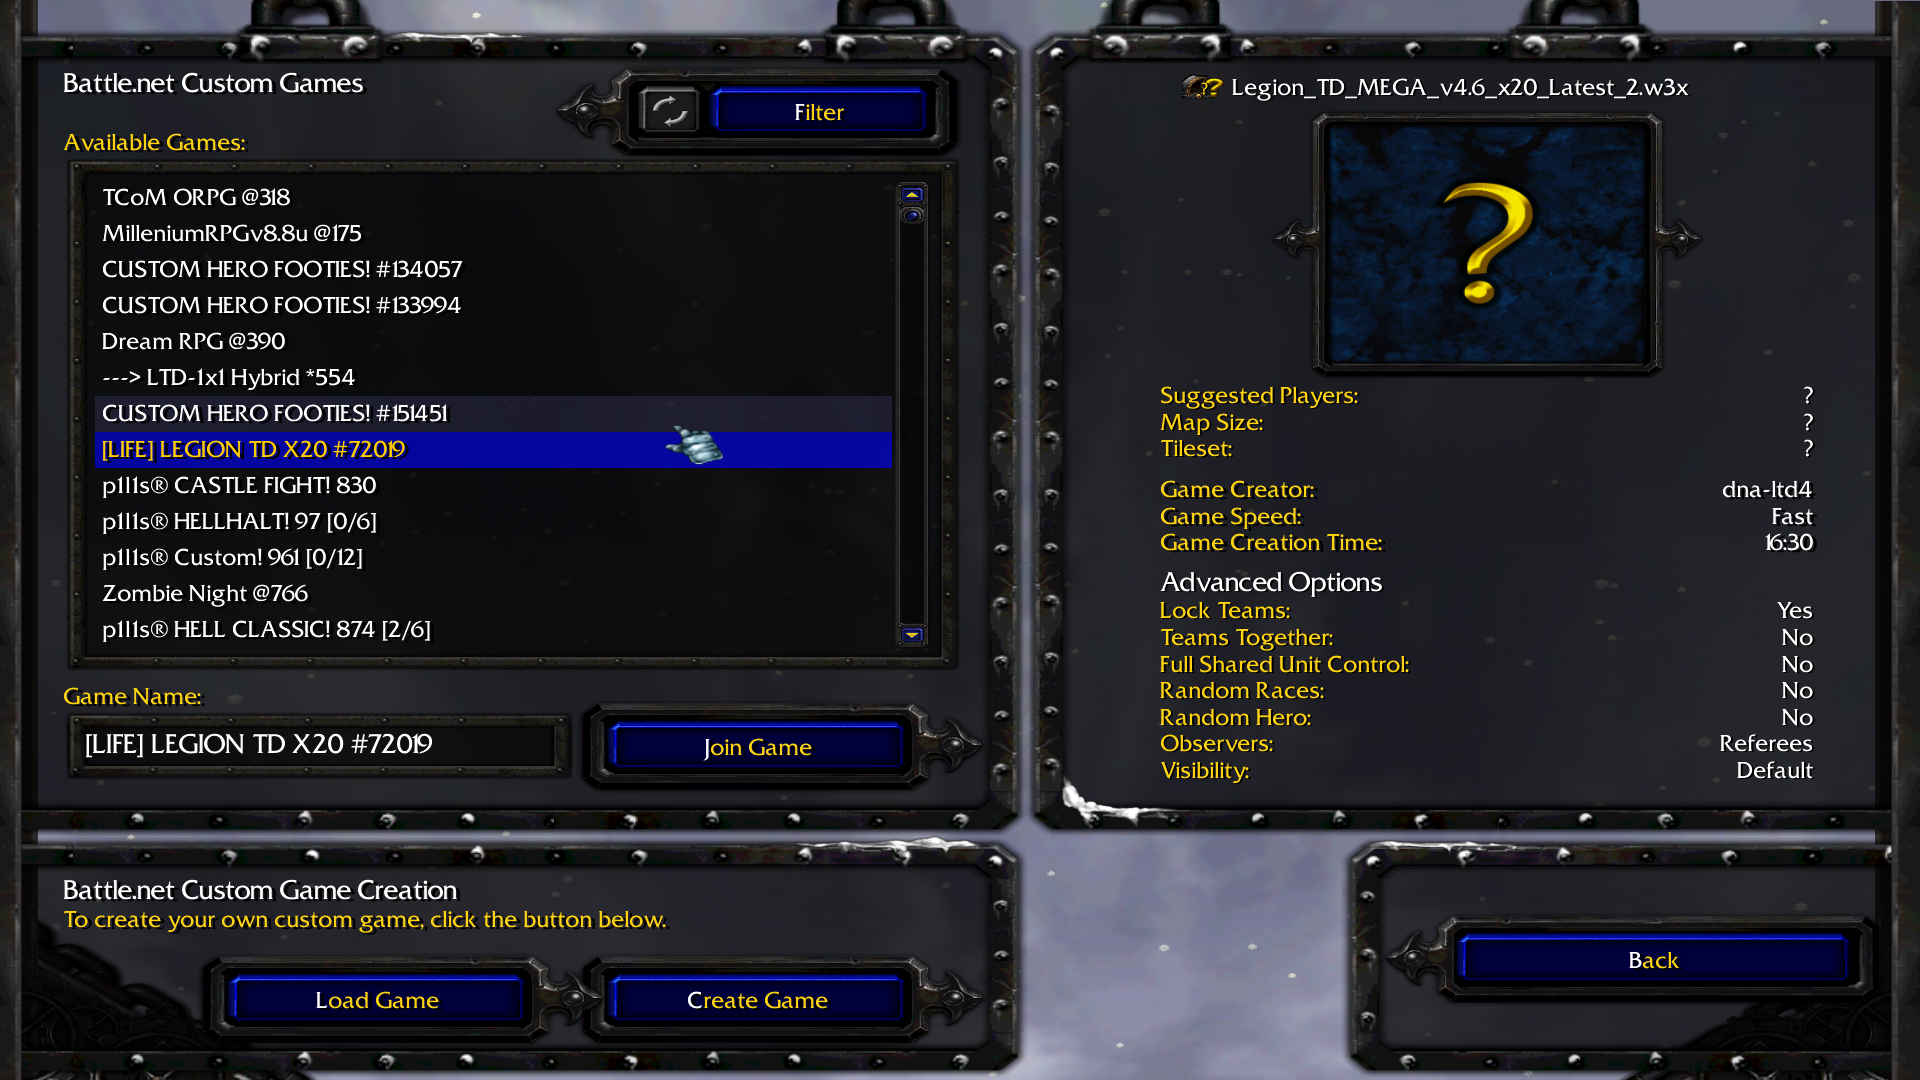 Battle.net Custom Games
Filter
Available Games:
TCoM ORPG @318
MilleniumRPGv8.8u @175
CUSTOM HERO FOOTIES! #134057
CUSTOM HERO FOOTIES! #133994
Dream RPG @390
---> LTD-1x1 Hybrid *554
CUSTOM HERO FOOTIES! #151451
[LIFE] LEGION TD X20 #72019
p1l1s® CASTLE FIGHT! 830
p1l1s® HELLHALT! 97 [0/6]
p1l1s® Custom! 961 [0/12]
Zombie Night @766
p1l1s® HELL CLASSIC! 874 [2/6]
Game Name:
[LIFE] LEGION TD X20 #72019
Join Game
Legion_TD_MEGA_v4.6_x20_Latest_2.w3x
?
Suggested Players: ?
Map Size: ?
Tileset: ?
Game Creator: dna-ltd4
Game Speed: Fast
Game Creation Time: 16:30
Advanced Options
Lock Teams: Yes
Teams Together: No
Full Shared Unit Control: No
Random Races: No
Random Hero: No
Observers: Referees
Visibility: Default
Battle.net Custom Game Creation
To create your own custom game, click the button below.
Load Game
Create Game
Back